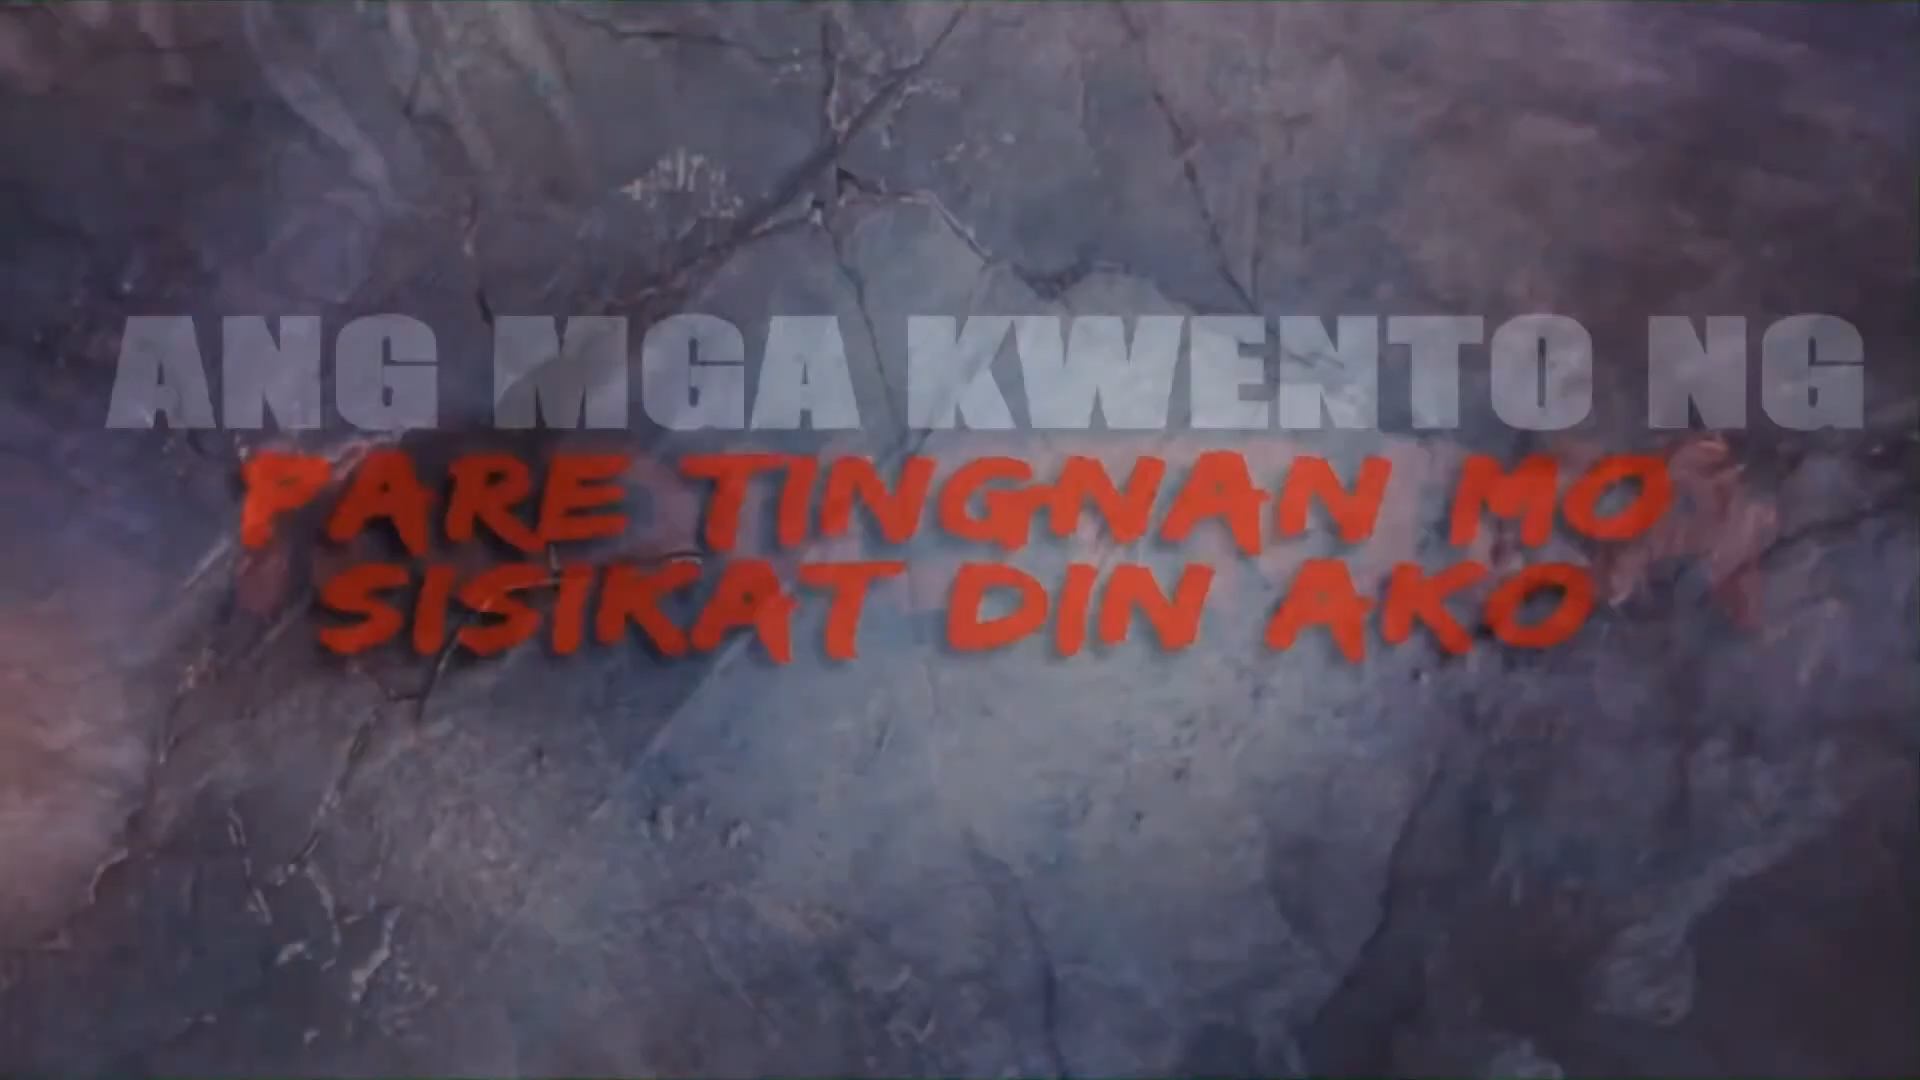 ANG MGA KWENTO NG
PARE TINGNAN MO
SISIKAT DIN AKO